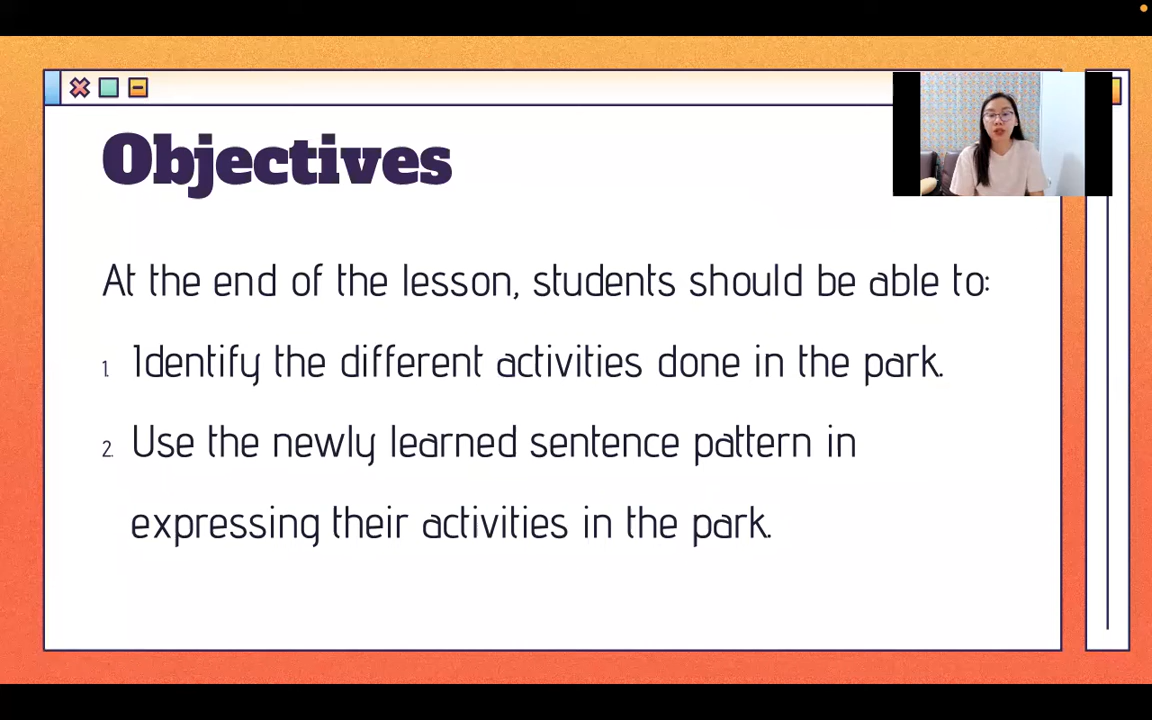 Objectives
At the end of the lesson, students should be able to:
1. Identify the different activities done in the park.
2. Use the newly learned sentence pattern in
expressing their activities in the park.